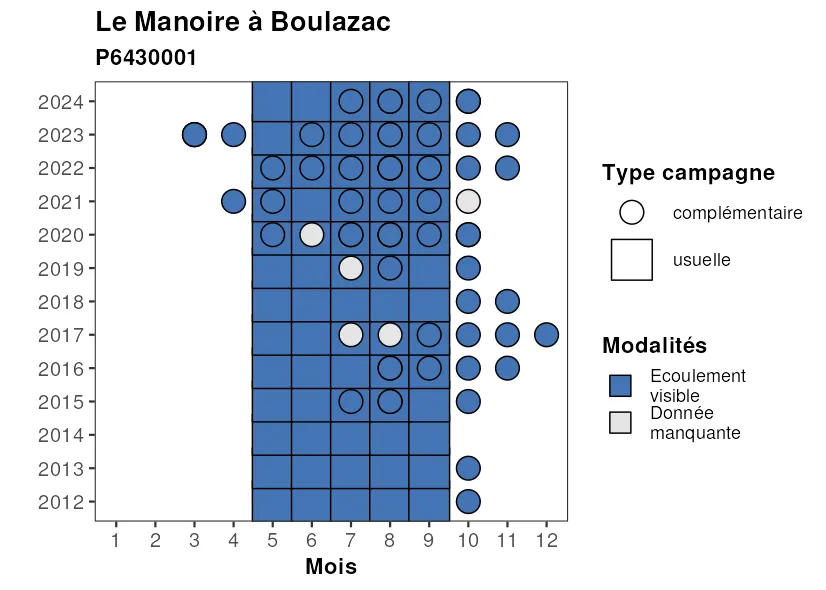 Le Manoire à Boulazac
P6430001
2024
2023
2022
2021
2020
2019
2018
2017
2016
2015
2014
2013
2012
1 2 3 4 5 6 7 8 9 10 11 12
Mois
Type campagne
complémentaire
usuelle
Modalités
Ecoulement
visible
Donnée
manquante